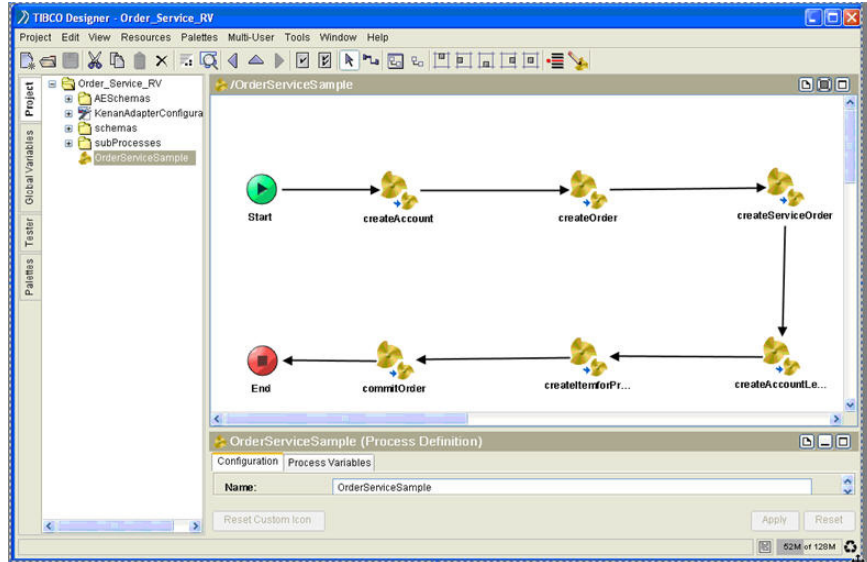 TIBCO Designer - Order_Service_RV
Project Edit View Resources Palettes Multi-User Tools Window Help
Project
Global Variables
Tester
Palettes
Order_Service_RV
AESchemas
KenanAdapterConfigura
schemas
subProcesses
OrderServiceSample
/OrderServiceSample
Start
createAccount
createOrder
createServiceOrder
End
commitOrder
createItemforPr...
createAccountLe...
OrderServiceSample (Process Definition)
Configuration Process Variables
Name: OrderServiceSample
Reset Custom Icon Apply Reset
52M of 128M